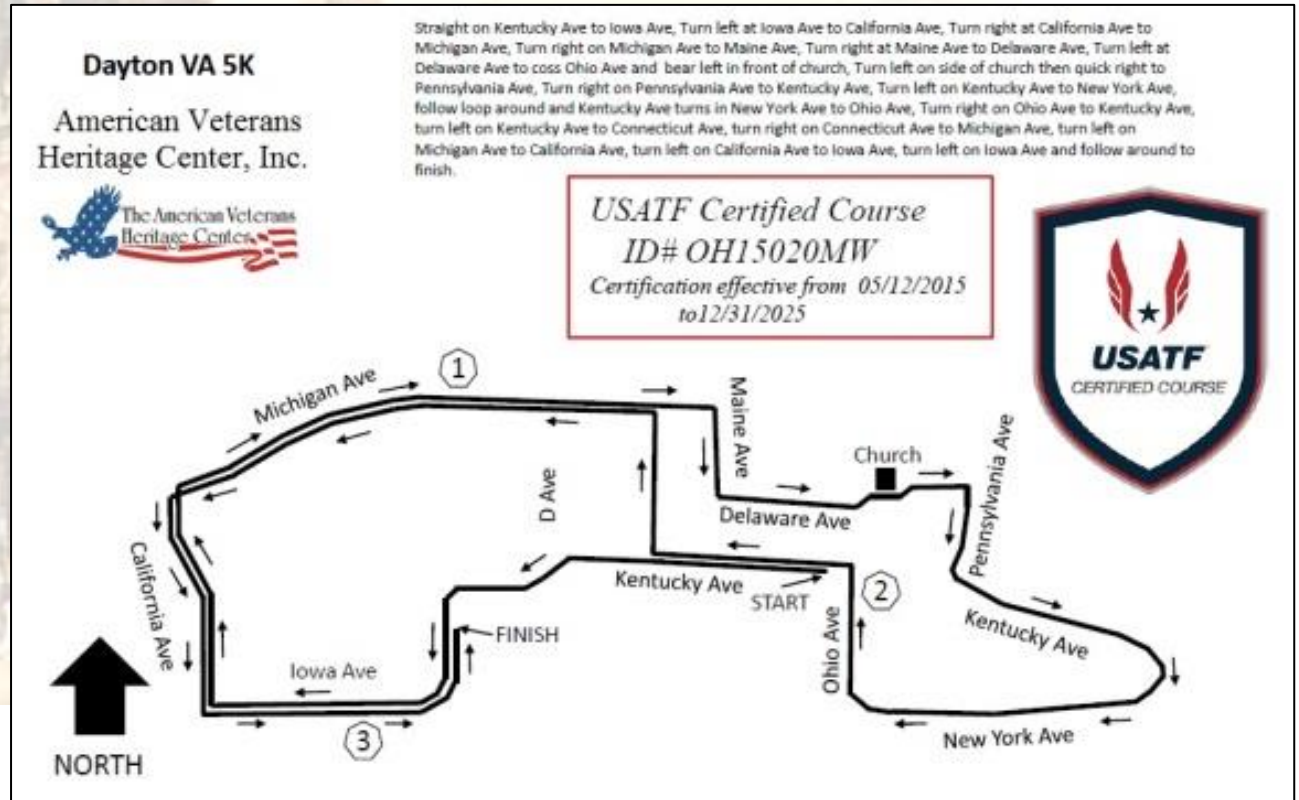 Dayton VA 5K
American Veterans
Heritage Center, Inc.
The American Veterans
Heritage Center
Straight on Kentucky Ave to Iowa Ave, Turn left at Iowa Ave to California Ave, Turn right at California Ave to
Michigan Ave, Turn right on Michigan Ave to Maine Ave, Turn right at Maine Ave to Delaware Ave, Turn left at
Delaware Ave to coss Ohio Ave and bear left in front of church, Turn left on side of church then quick right to
Pennsylvania Ave, Turn right on Pennsylvania Ave to Kentucky Ave, Turn left on Kentucky Ave to New York Ave,
follow loop around and Kentucky Ave turns in New York Ave to Ohio Ave, Turn right on Ohio Ave to Kentucky Ave,
turn left on Kentucky Ave to Connecticut Ave, turn right on Connecticut Ave to Michigan Ave, turn left on
Michigan Ave to California Ave, turn left on California Ave to Iowa Ave, turn left on Iowa Ave and follow around to
finish.
USATF Certified Course
ID# OH15020MW
Certification effective from 05/12/2015
to12/31/2025
USATF
CERTIFIED COURSE
1
Michigan Ave
Maine Ave
Church
Pennsylvania Ave
D Ave
Delaware Ave
California Ave
Kentucky Ave
START
2
Kentucky Ave
FINISH
Ohio Ave
Iowa Ave
3
New York Ave
NORTH